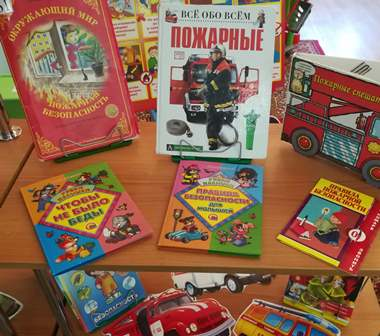 ОКРУЖАЮЩИЙ МИР
ПОЖАРНАЯ
БЕЗОПАСНОСТЬ
ВСЁ ОБО ВСЁМ
ПОЖАРНЫЕ
Пожарные спешат
ЧТОБЫ
НЕ БЫЛО
БЕДЫ
ПРАВИЛА
БЕЗОПАСНОСТИ
ДЛЯ
МАЛЫШЕЙ
ПРАВИЛА
ПОЖАРНОЙ
БЕЗОПАСНОСТИ